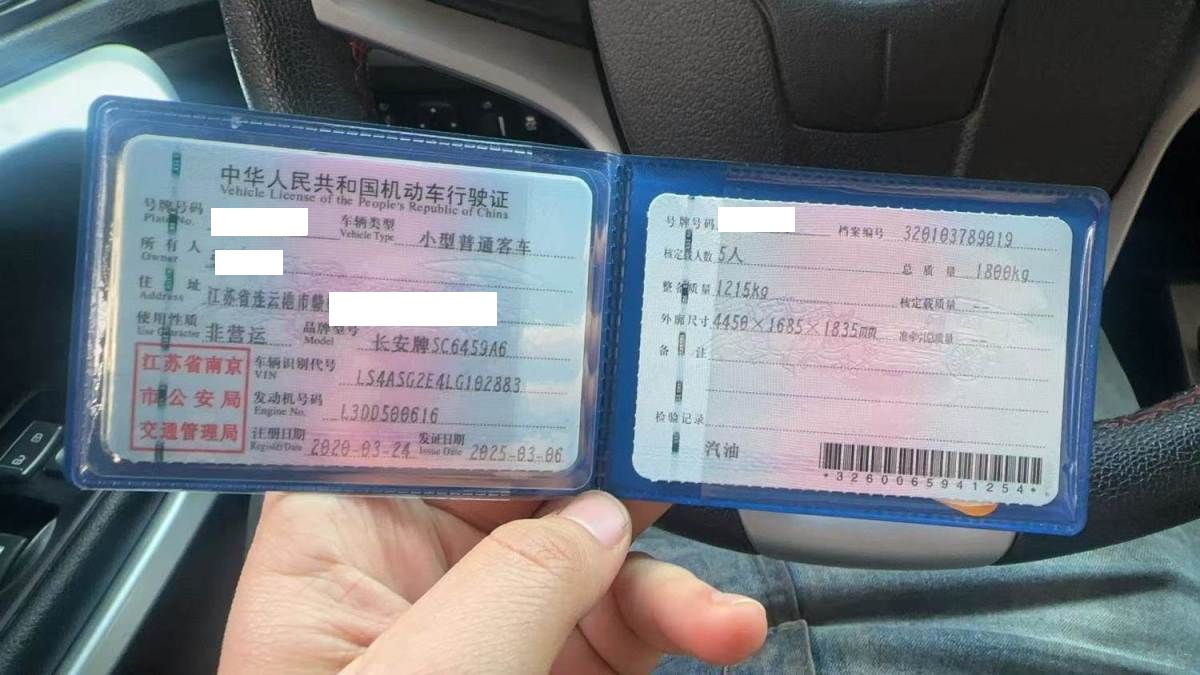 中华人民共和国机动车行驶证
Vehicle License of the People's Republic of China
号牌号码
Plate No.
车辆类型
Vehicle Type
小型普通客车
所有人
Owner
住址
Address
江苏省连云港市赣
使用性质
Use Character
非营运
品牌型号
Model
长安牌SC6459A6
江苏省南京
市公安局
交通管理局
车辆识别代号
VIN
LS4ASG2E4LG102883
发动机号码
Engine No.
L3DD500616
注册日期
Register Date
2020-03-24
发证日期
Issue Date
2025-03-06
号牌号码
档案编号
320103789019
核定载人数
5人
总质量
1800kg
整备质量
1215kg
核定载质量
--
外廓尺寸
4450×1685×1835mm
准牵引总质量
--
备注
检验记录
汽油
*3260065941254*